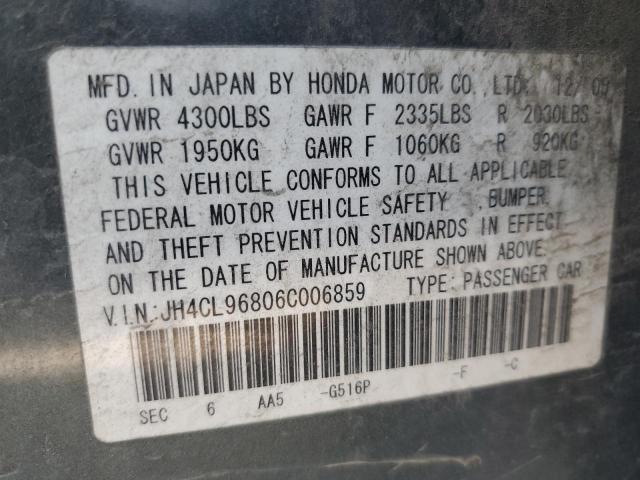 MFD. IN JAPAN BY HONDA MOTOR CO., LTD. 12/05
GVWR 4300LBS GAWR F 2335LBS R 2030LBS
GVWR 1950KG GAWR F 1060KG R 920KG
THIS VEHICLE CONFORMS TO ALL APPLICABLE
FEDERAL MOTOR VEHICLE SAFETY , BUMPER,
AND THEFT PREVENTION STANDARDS IN EFFECT
ON THE DATE OF MANUFACTURE SHOWN ABOVE.
V.I.N.: JH4CL96806C006859 TYPE: PASSENGER CAR
SEC 6 AA5 -G516P -F -C